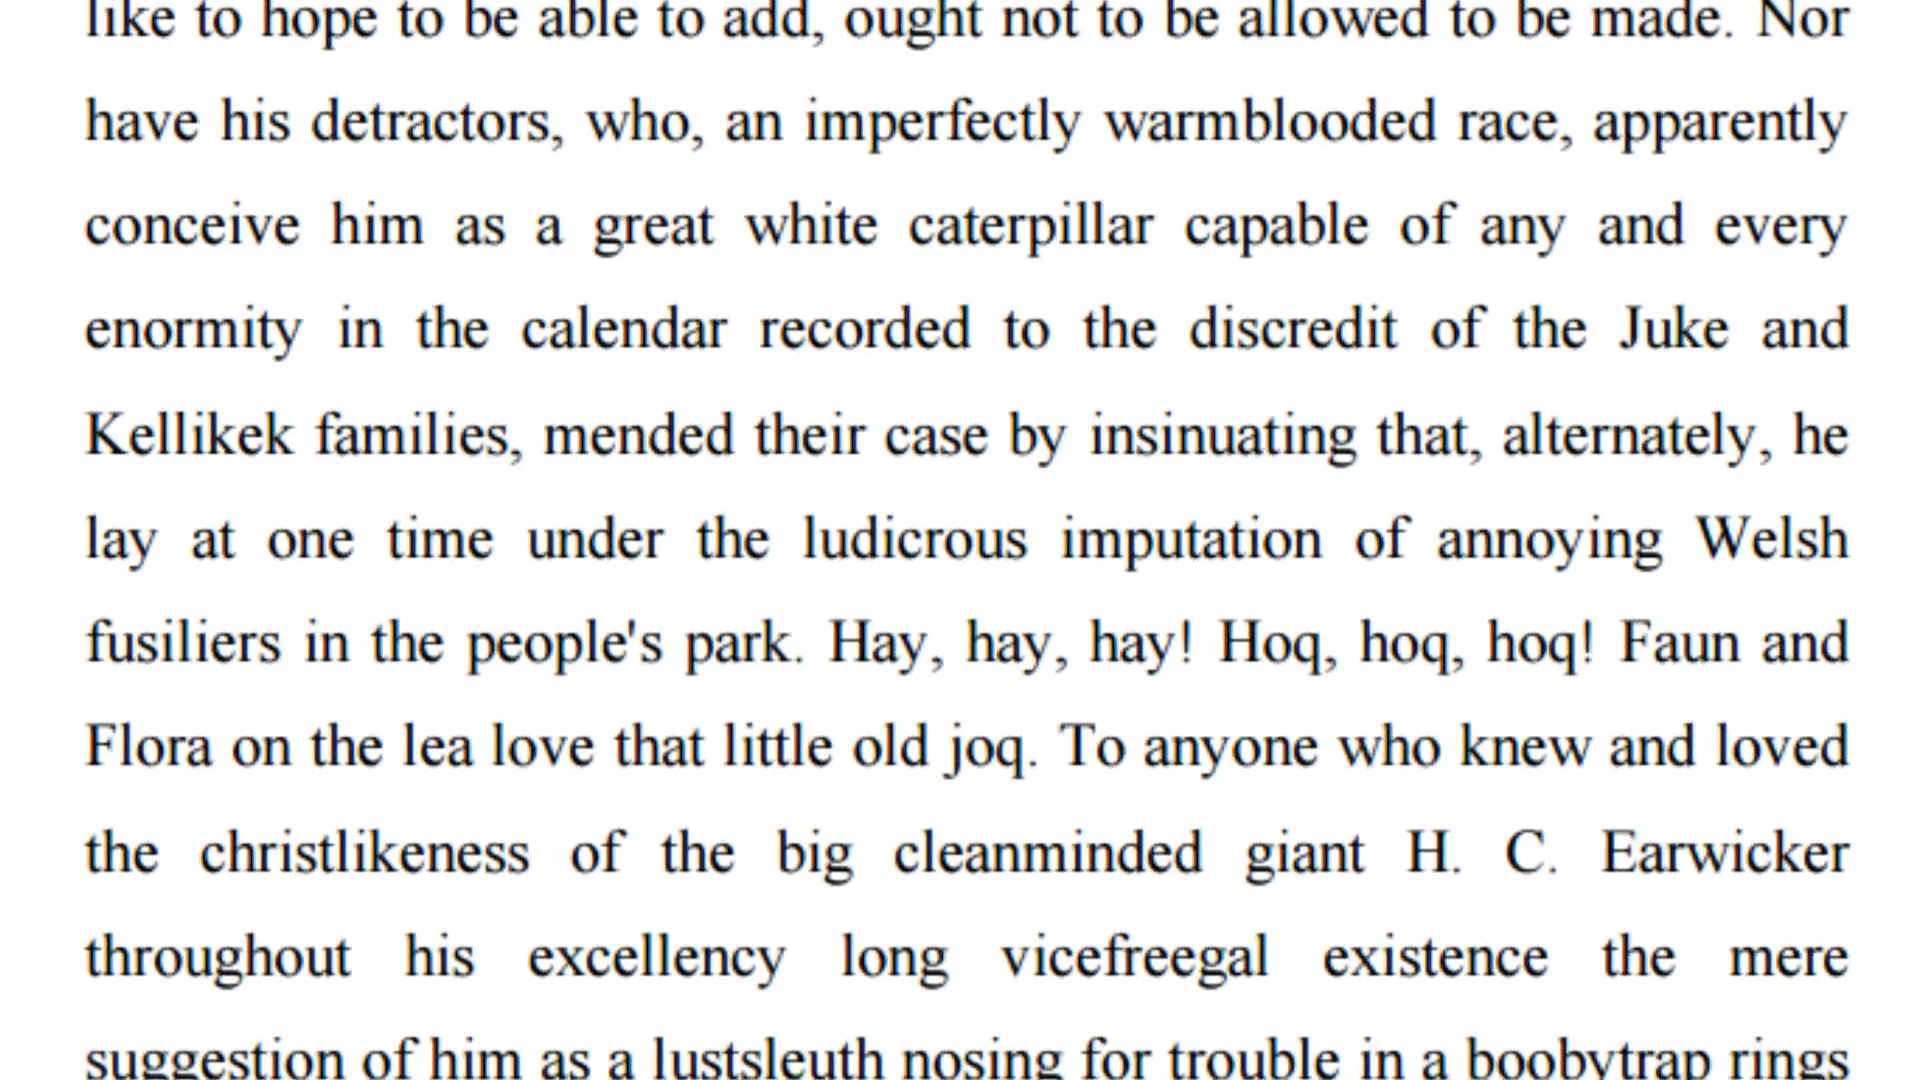 like to hope to be able to add, ought not to be allowed to be made. Nor
have his detractors, who, an imperfectly warmblooded race, apparently
conceive him as a great white caterpillar capable of any and every
enormity in the calendar recorded to the discredit of the Juke and
Kellikek families, mended their case by insinuating that, alternately, he
lay at one time under the ludicrous imputation of annoying Welsh
fusiliers in the people's park. Hay, hay, hay! Hoq, hoq, hoq! Faun and
Flora on the lea love that little old joq. To anyone who knew and loved
the christlikeness of the big cleanminded giant H. C. Earwicker
throughout his excellency long vicefreegal existence the mere
suggestion of him as a lustsleuth nosing for trouble in a boobytrap rings